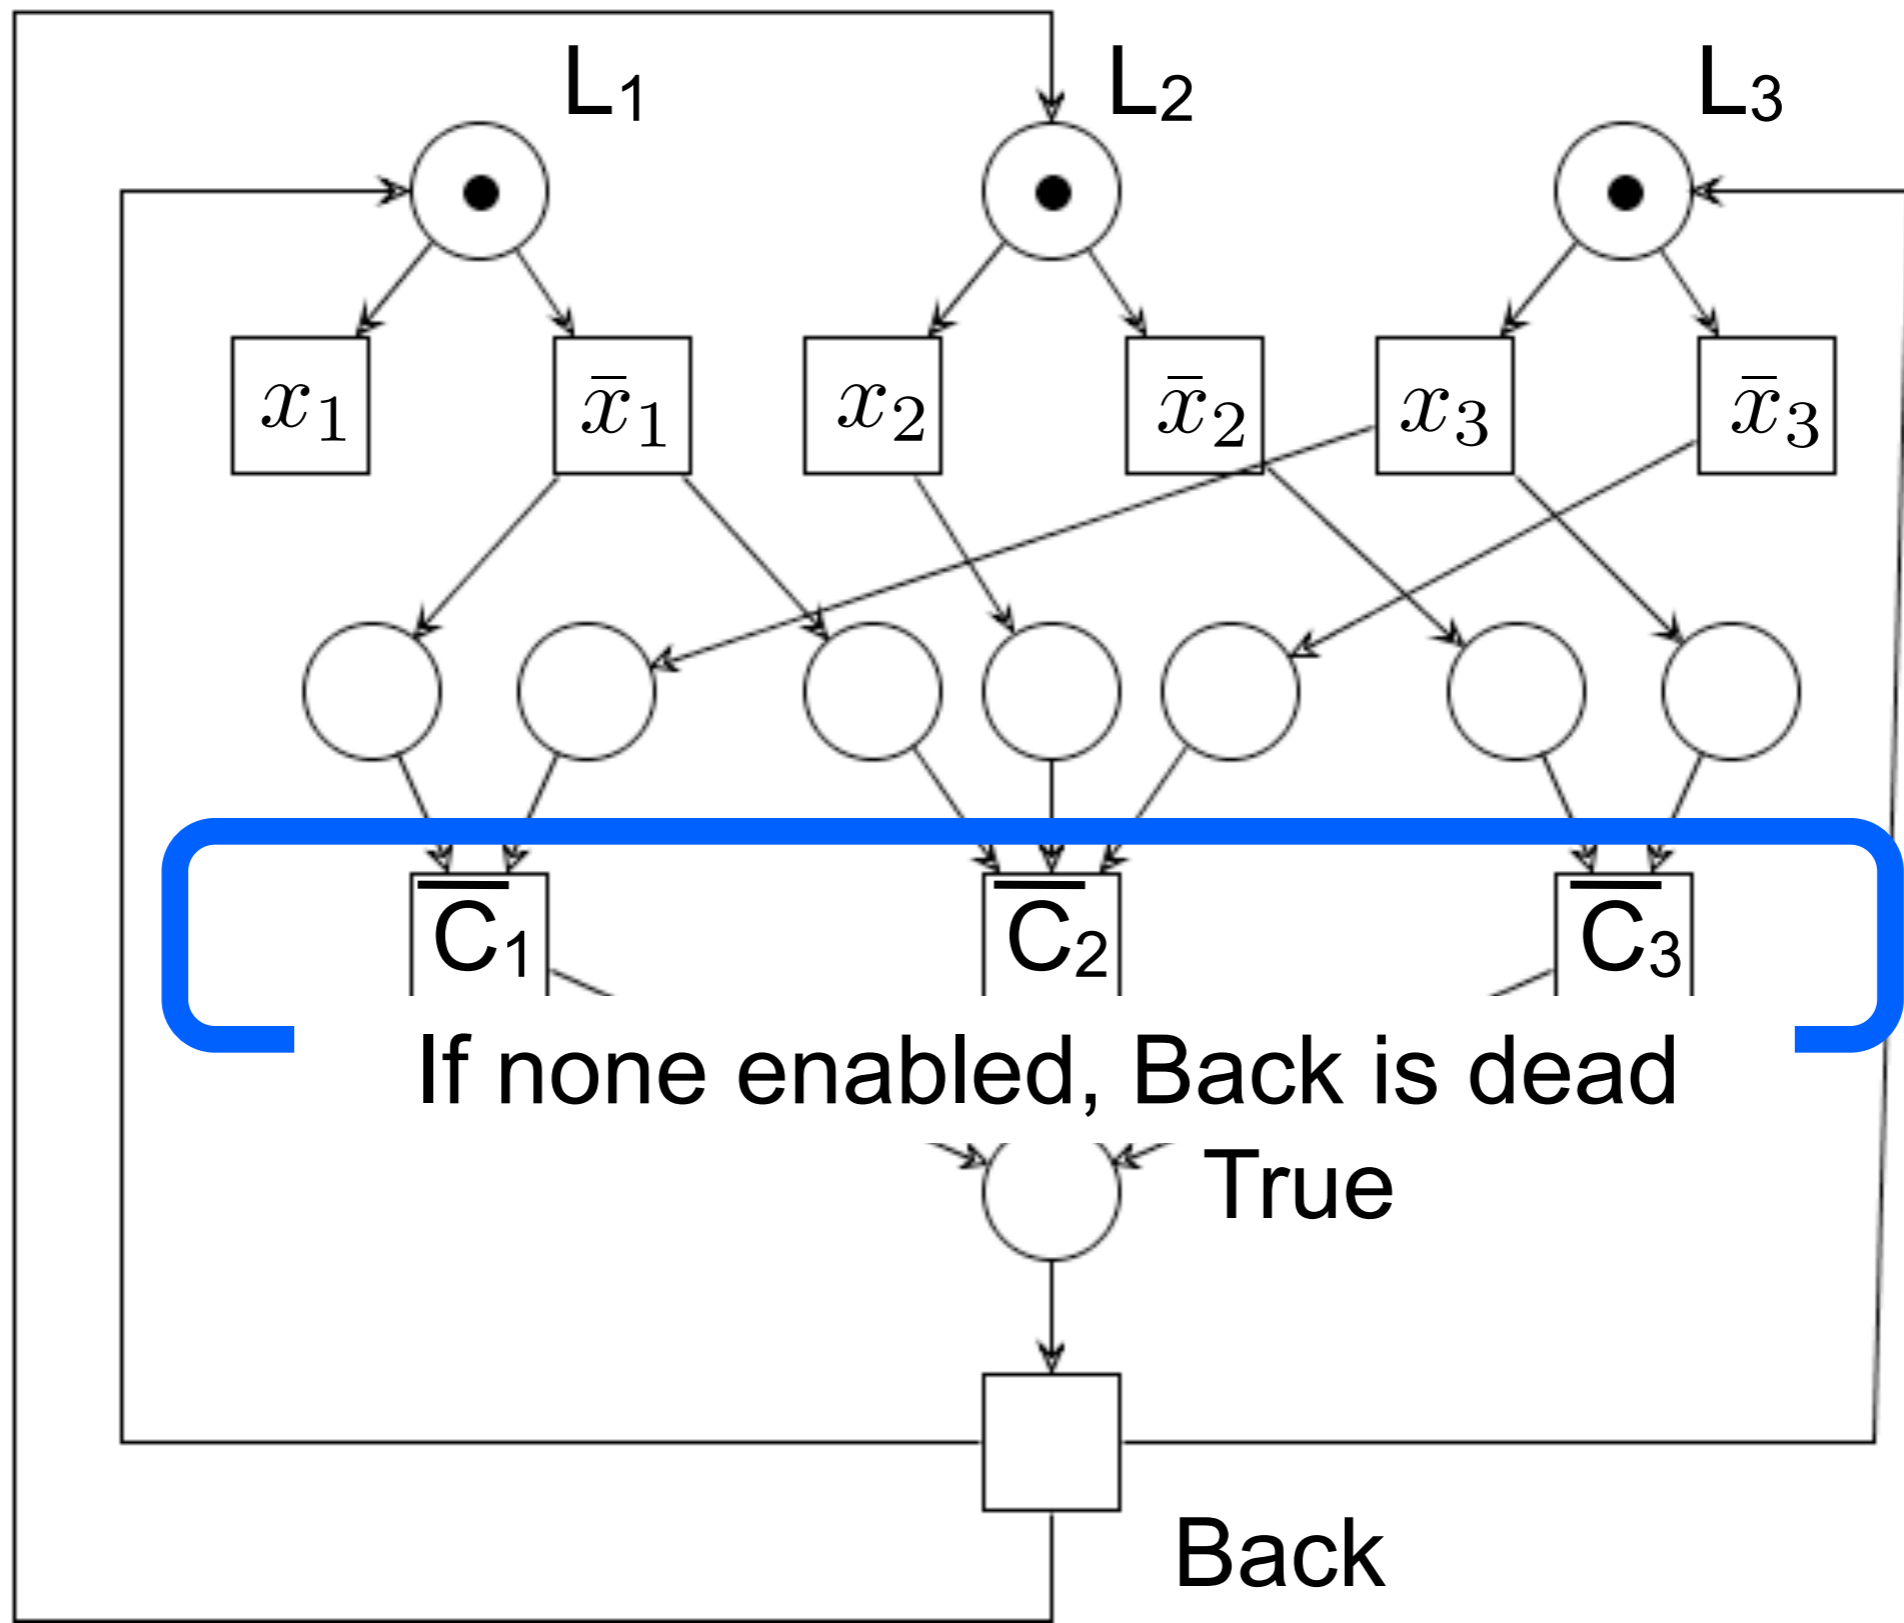 L₁ L₂ L₃
x₁ x̄₁ x₂ x̄₂ x₃ x̄₃
C̅₁ C̅₂ C̅₃
If none enabled, Back is dead
True
Back